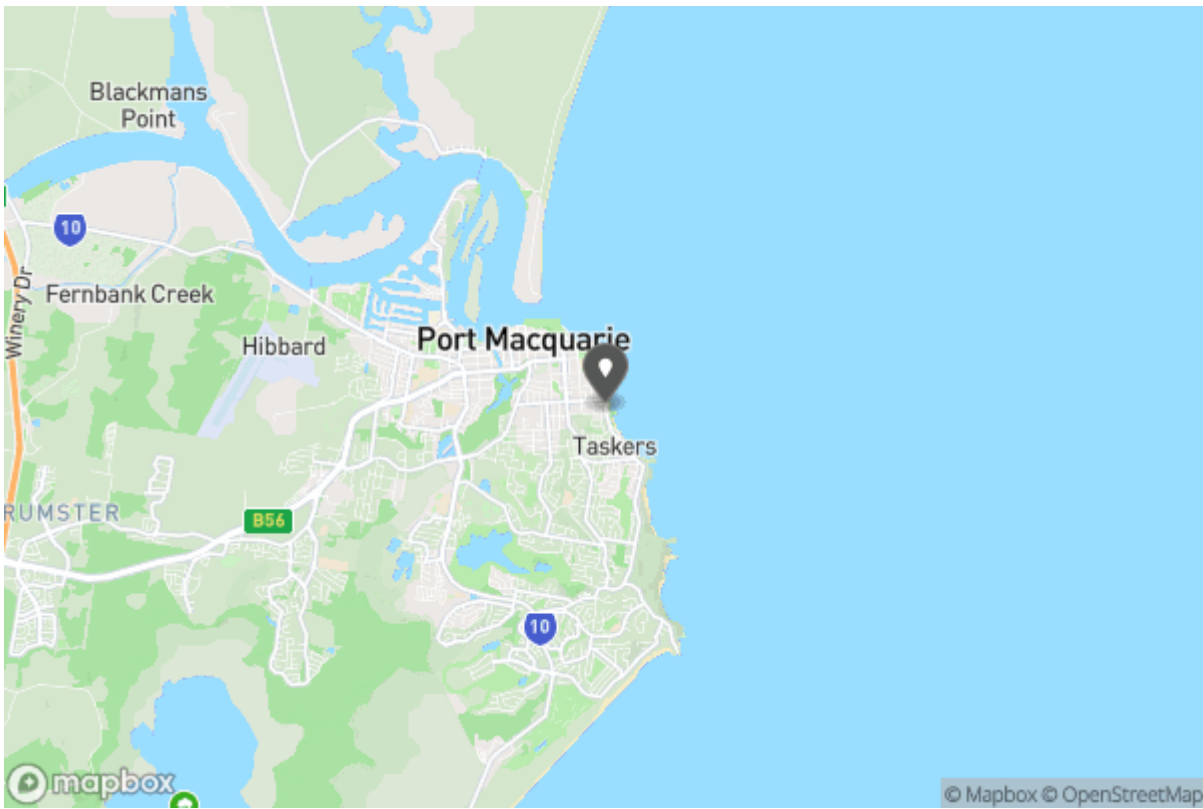 Blackmans
Point
10
Winery Dr
Fernbank Creek
Hibbard
Port Macquarie
Taskers
RUMSTER
B56
10
mapbox
© Mapbox © OpenStreetMap